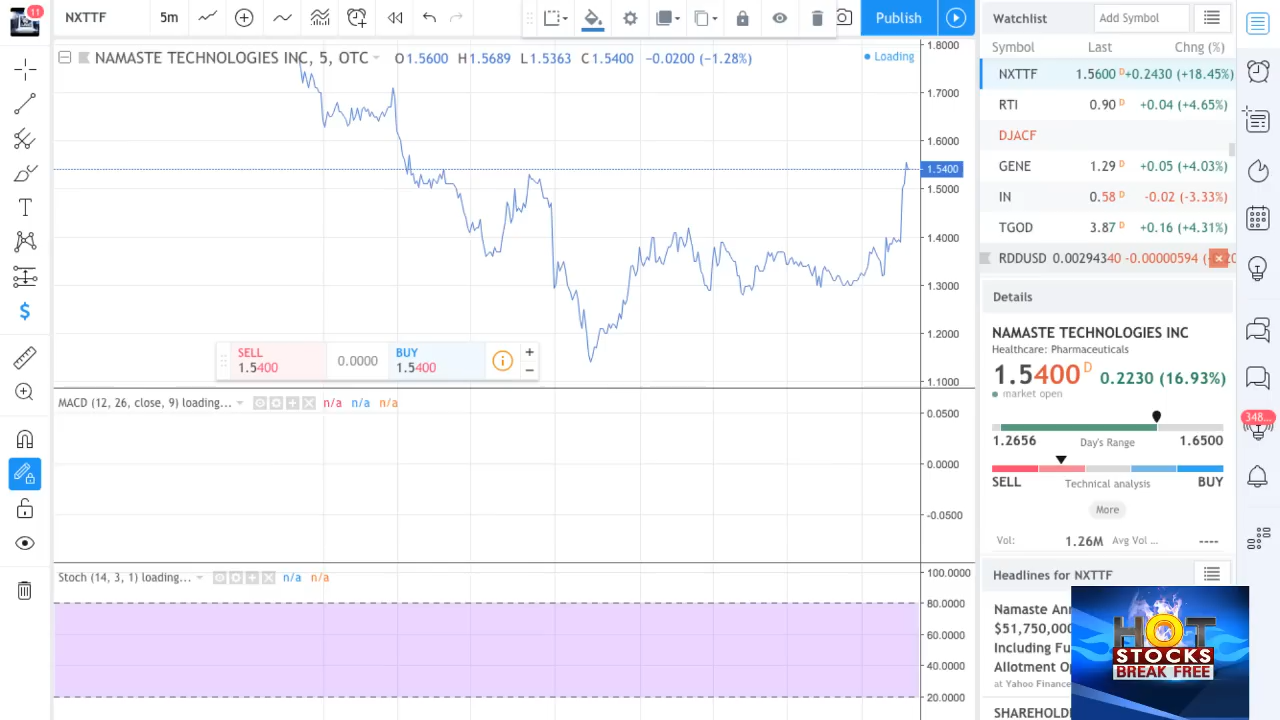 11
NXTTF
5m
Publish
NAMASTE TECHNOLOGIES INC, 5, OTC
O1.5600 H1.5689 L1.5363 C1.5400 −0.0200 (−1.28%)
Loading
1.8000
1.7000
1.6000
1.5400
1.5000
1.4000
1.3000
1.2000
1.1000
SELL
1.5400
0.0000
BUY
1.5400
MACD (12, 26, close, 9) loading... n/a n/a n/a
0.0500
0.0000
-0.0500
Stoch (14, 3, 1) loading... n/a n/a
100.0000
80.0000
60.0000
40.0000
20.0000
Watchlist
Add Symbol
Symbol Last Chng (%)
NXTTF 1.5600 D +0.2430 (+18.45%)
RTI 0.90 D +0.04 (+4.65%)
DJACF
GENE 1.29 D +0.05 (+4.03%)
IN 0.58 D -0.02 (-3.33%)
TGOD 3.87 D +0.16 (+4.31%)
RDDUSD 0.00294340 -0.00000594 (
Details
NAMASTE TECHNOLOGIES INC
Healthcare: Pharmaceuticals
1.5400 D 0.2230 (16.93%)
market open
1.2656 Day's Range 1.6500
SELL Technical analysis BUY
More
Vol: 1.26M Avg Vol ... ----
Headlines for NXTTF
Namaste An
$51,750,000
Including Fu
Allotment Op
at Yahoo Finance
SHAREHOLD
348...
HOT
STOCKS
BREAK FREE